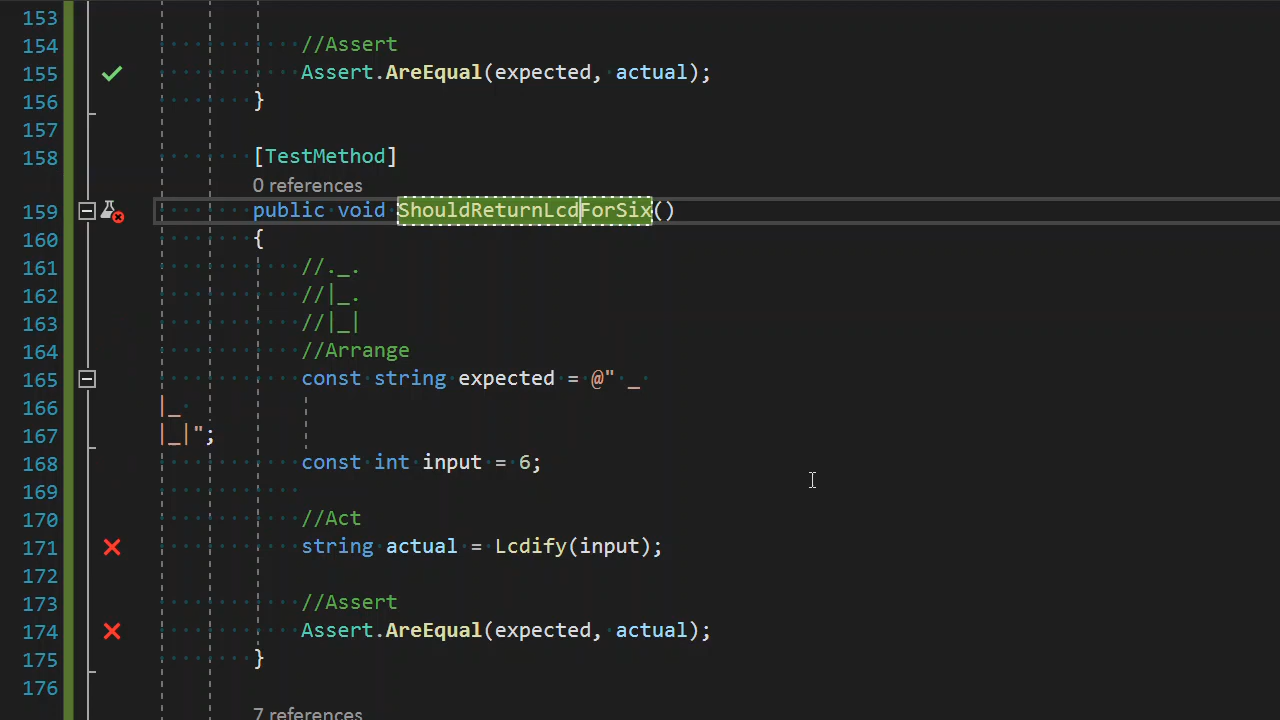 153
154 //Assert
155 Assert.AreEqual(expected, actual);
156 }
157
158 [TestMethod]
0 references
159 public void ShouldReturnLcdForSix()
160 {
161 //._.
162 //|_.
163 //|_|
164 //Arrange
165 const string expected = @" _ 
166 |_ 
167 |_|";
168 const int input = 6;
169
170 //Act
171 string actual = Lcdify(input);
172
173 //Assert
174 Assert.AreEqual(expected, actual);
175 }
176
7 references